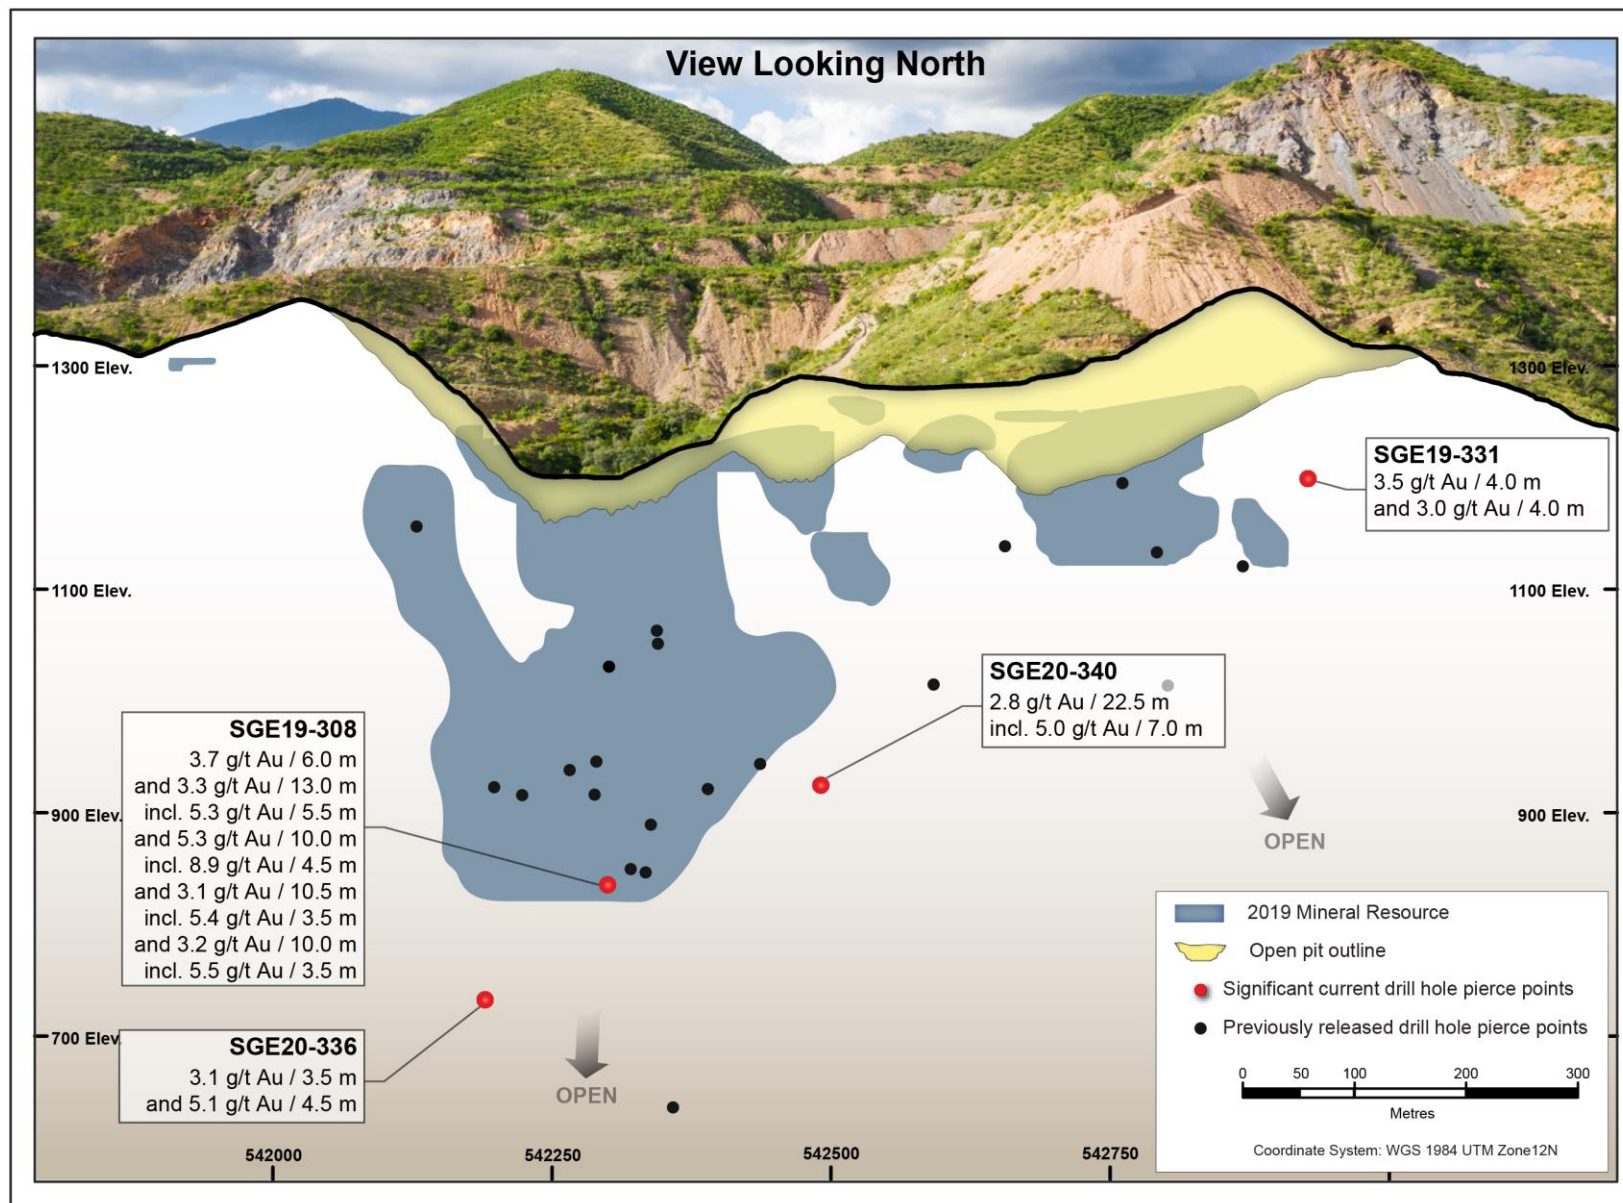 View Looking North
1300 Elev.
1300 Elev.
SGE19-331
3.5 g/t Au / 4.0 m
and 3.0 g/t Au / 4.0 m
1100 Elev.
1100 Elev.
SGE20-340
2.8 g/t Au / 22.5 m
incl. 5.0 g/t Au / 7.0 m
SGE19-308
3.7 g/t Au / 6.0 m
and 3.3 g/t Au / 13.0 m
incl. 5.3 g/t Au / 5.5 m
and 5.3 g/t Au / 10.0 m
incl. 8.9 g/t Au / 4.5 m
and 3.1 g/t Au / 10.5 m
incl. 5.4 g/t Au / 3.5 m
and 3.2 g/t Au / 10.0 m
incl. 5.5 g/t Au / 3.5 m
900 Elev.
900 Elev.
OPEN
700 Elev.
SGE20-336
3.1 g/t Au / 3.5 m
and 5.1 g/t Au / 4.5 m
OPEN
2019 Mineral Resource
Open pit outline
Significant current drill hole pierce points
Previously released drill hole pierce points
0 50 100 200 300
Metres
Coordinate System: WGS 1984 UTM Zone12N
542000 542250 542500 542750